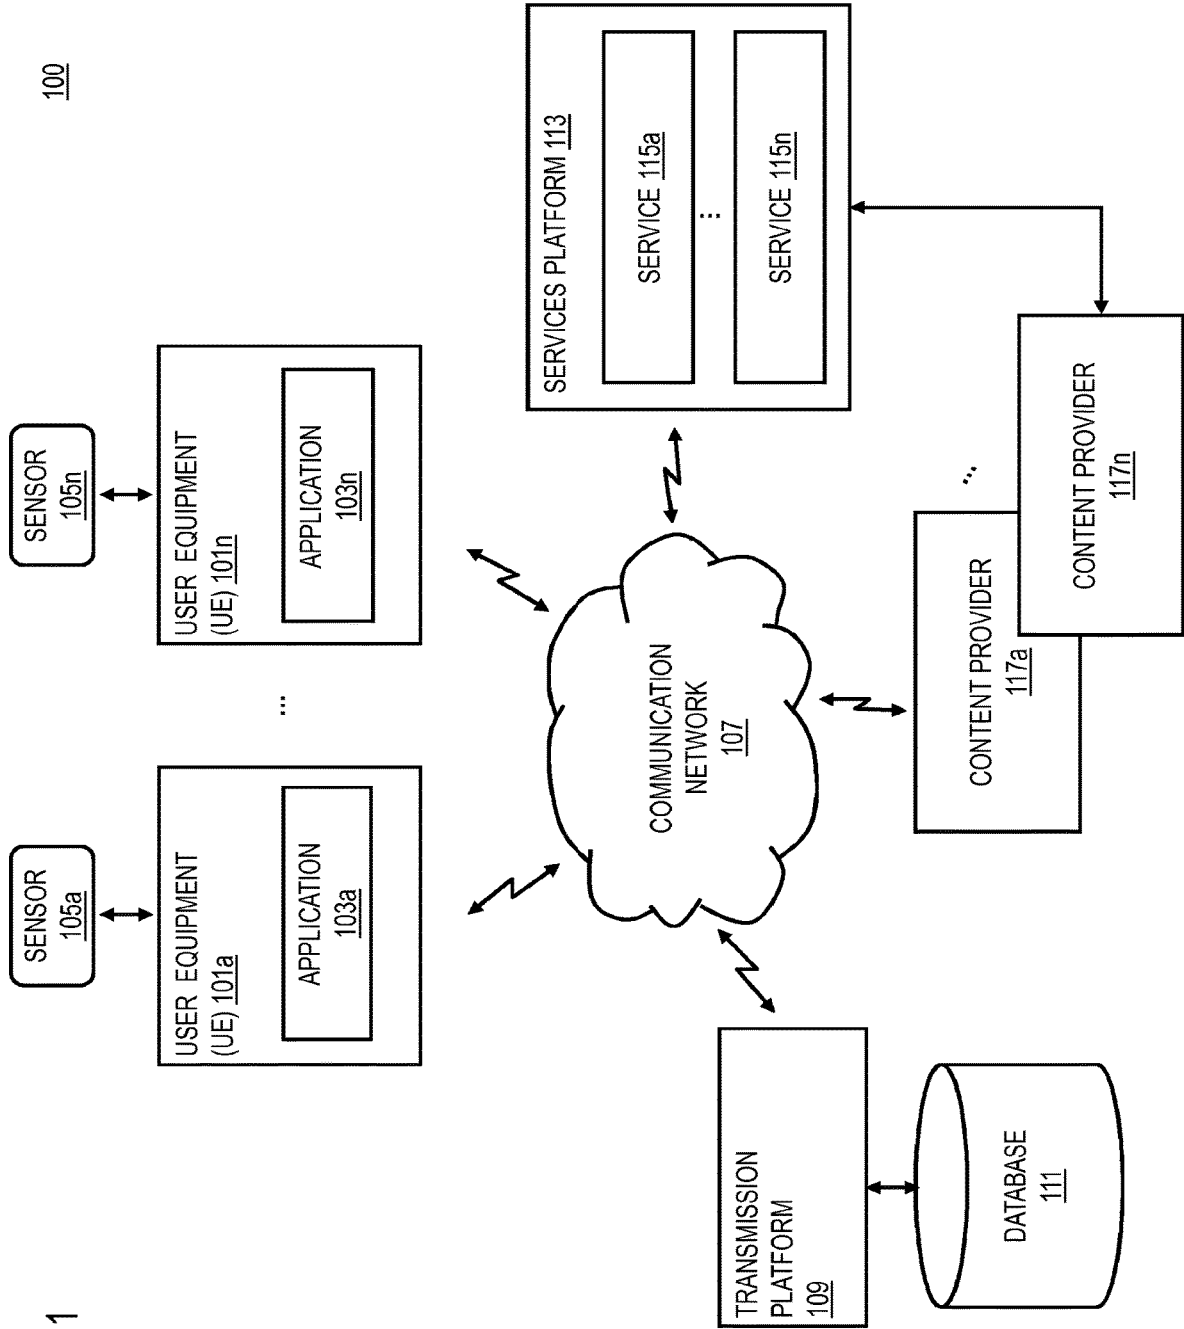 1
100
SENSOR
105a
SENSOR
105n
USER EQUIPMENT
(UE) 101a
APPLICATION
103a
...
USER EQUIPMENT
(UE) 101n
APPLICATION
103n
COMMUNICATION
NETWORK
107
SERVICES PLATFORM 113
SERVICE 115a
...
SERVICE 115n
TRANSMISSION
PLATFORM
109
DATABASE
111
CONTENT PROVIDER
117a
...
CONTENT PROVIDER
117n